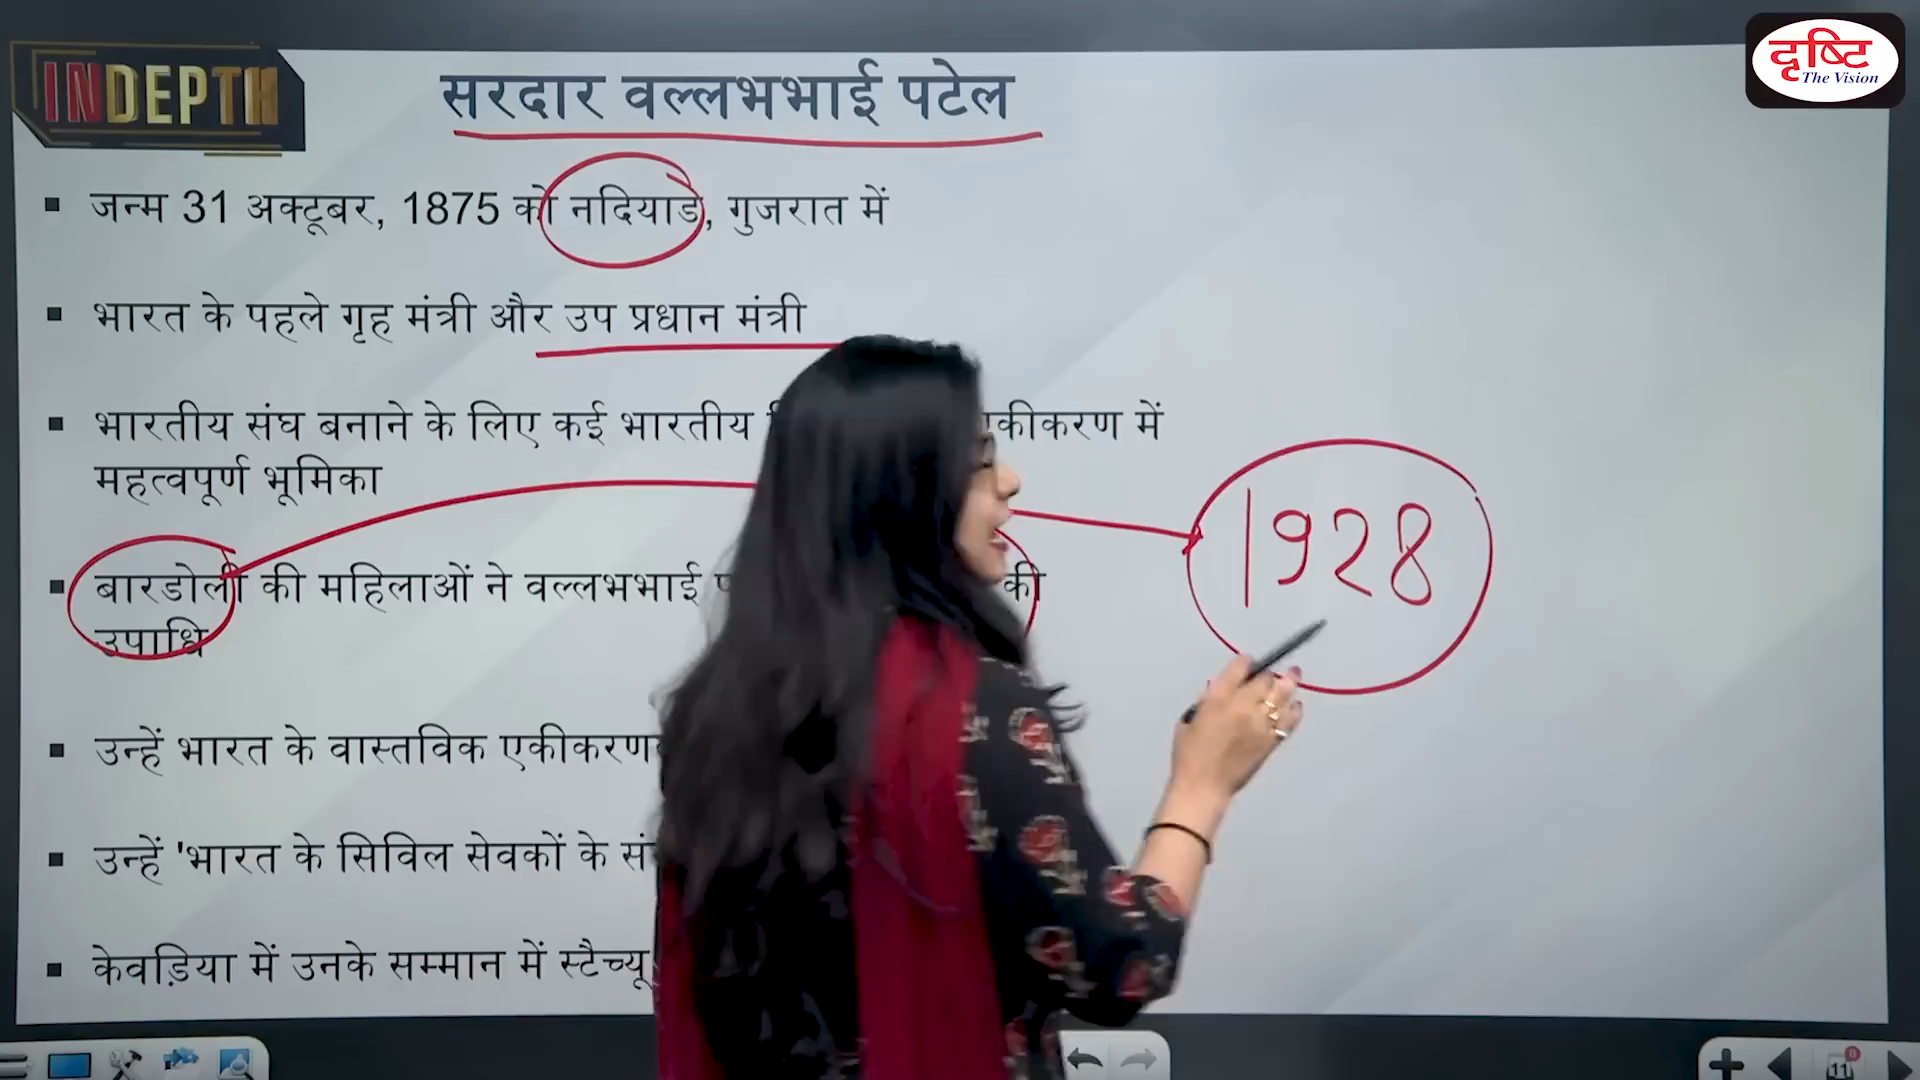 INDEPTH
सरदार वल्लभभाई पटेल
दृष्टि
The Vision
जन्म 31 अक्टूबर, 1875 को नदियाड, गुजरात में
भारत के पहले गृह मंत्री और उप प्रधान मंत्री
भारतीय संघ बनाने के लिए कई भारतीय एकीकरण में
महत्वपूर्ण भूमिका
1928
बारडोली की महिलाओं ने वल्लभभाई की
उपाधि
उन्हें भारत के वास्तविक
उन्हें 'भारत के सिविल सेवकों के
केवड़िया में उनके सम्मान में स्टैच्यू
11